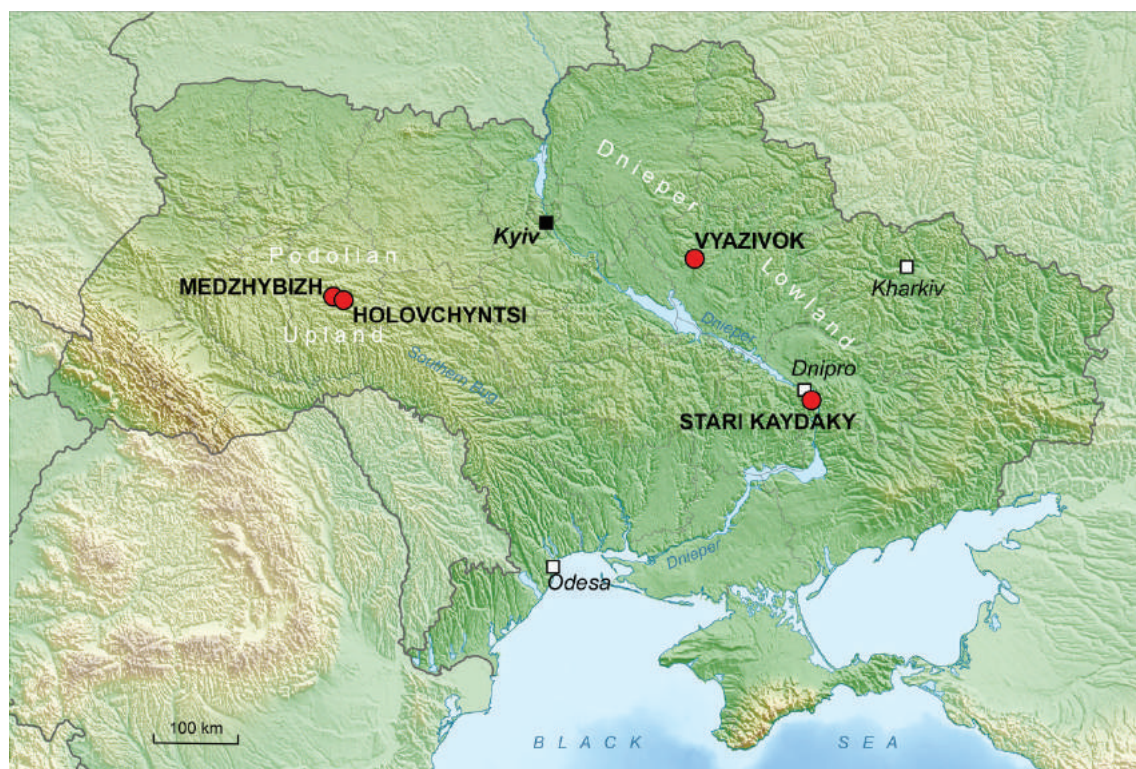 Dnieper
Lowland
Kyiv
VYAZIVOK
Kharkiv
Podolian
Upland
MEDZHYBIZH
HOLOVCHYNTSI
Southern Bug
Dnieper
Dnipro
STARI KAYDAKY
Dnieper
Odesa
100 km
BLACK SEA